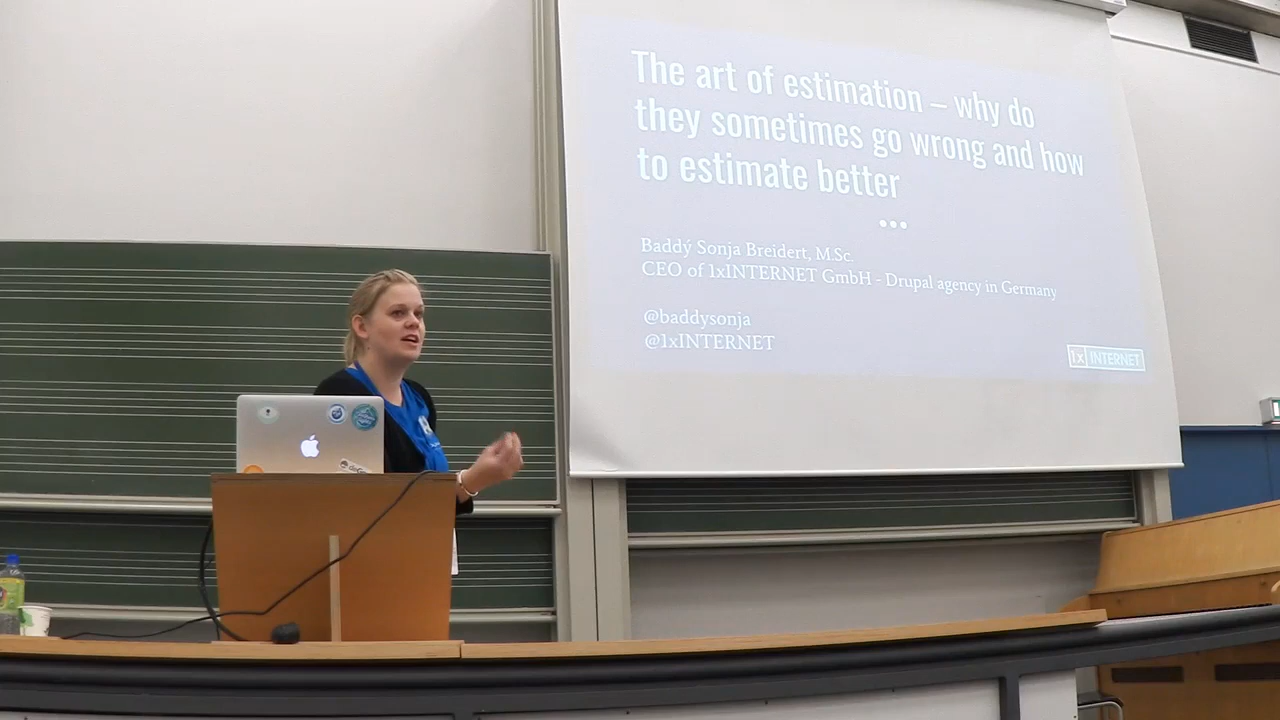 The art of estimation – why do
they sometimes go wrong and how
to estimate better
Baddý Sonja Breidert, M.Sc.
CEO of 1xINTERNET GmbH - Drupal agency in Germany
@baddysonja
@1xINTERNET
1x INTERNET